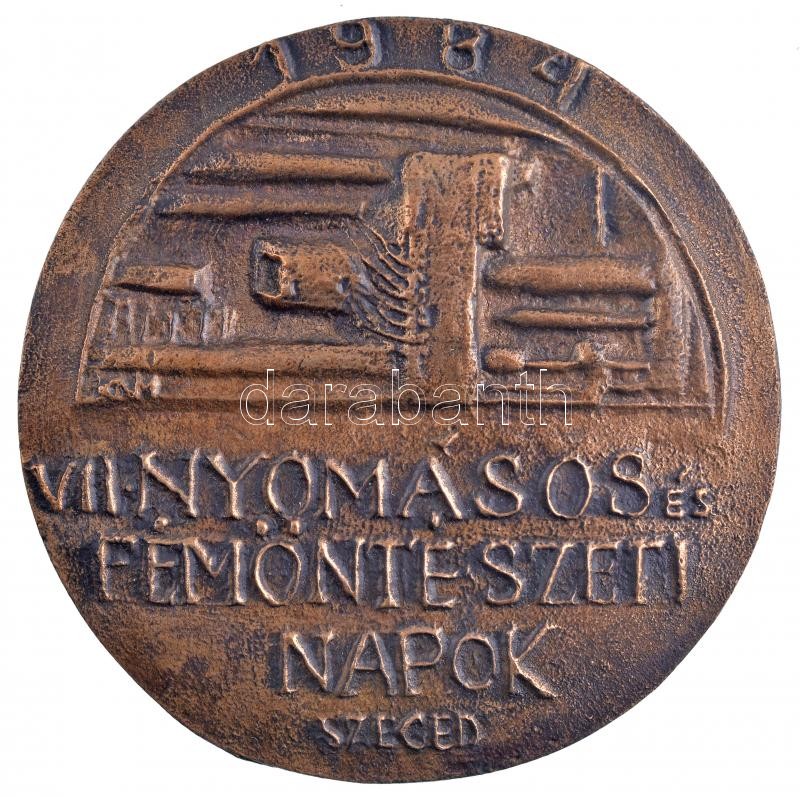 1984
darabanth
VII. NYOMÁSOS ÉS
FÉMÖNTÉSZETI
NAPOK
SZEGED